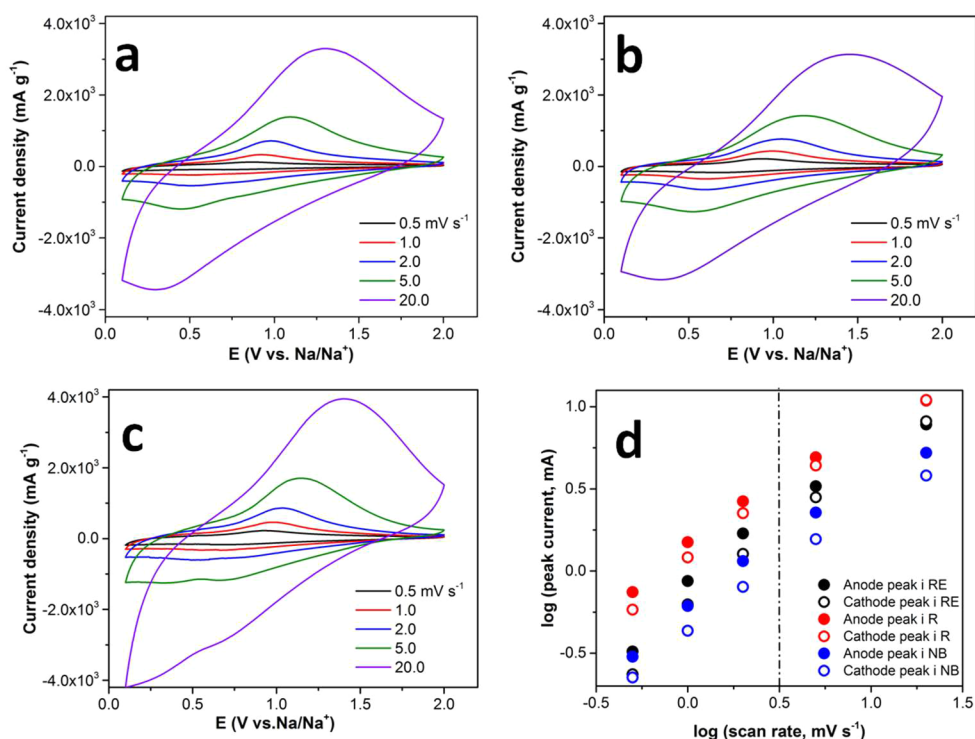 a
Current density (mA g⁻¹)
4.0x10³
2.0x10³
0.0
-2.0x10³
-4.0x10³
0.5 mV s⁻¹
1.0
2.0
5.0
20.0
0.0 0.5 1.0 1.5 2.0
E (V vs. Na/Na⁺)
b
Current density (mA g⁻¹)
4.0x10³
2.0x10³
0.0
-2.0x10³
-4.0x10³
0.5 mV s⁻¹
1.0
2.0
5.0
20.0
0.0 0.5 1.0 1.5 2.0
E (V vs. Na/Na⁺)
c
Current density (mA g⁻¹)
4.0x10³
2.0x10³
0.0
-2.0x10³
-4.0x10³
0.5 mV s⁻¹
1.0
2.0
5.0
20.0
0.0 0.5 1.0 1.5 2.0
E (V vs.Na/Na⁺)
d
log (peak current, mA)
1.0
0.5
0.0
-0.5
Anode peak i RE
Cathode peak i RE
Anode peak i R
Cathode peak i R
Anode peak i NB
Cathode peak i NB
-0.5 0.0 0.5 1.0 1.5
log (scan rate, mV s⁻¹)